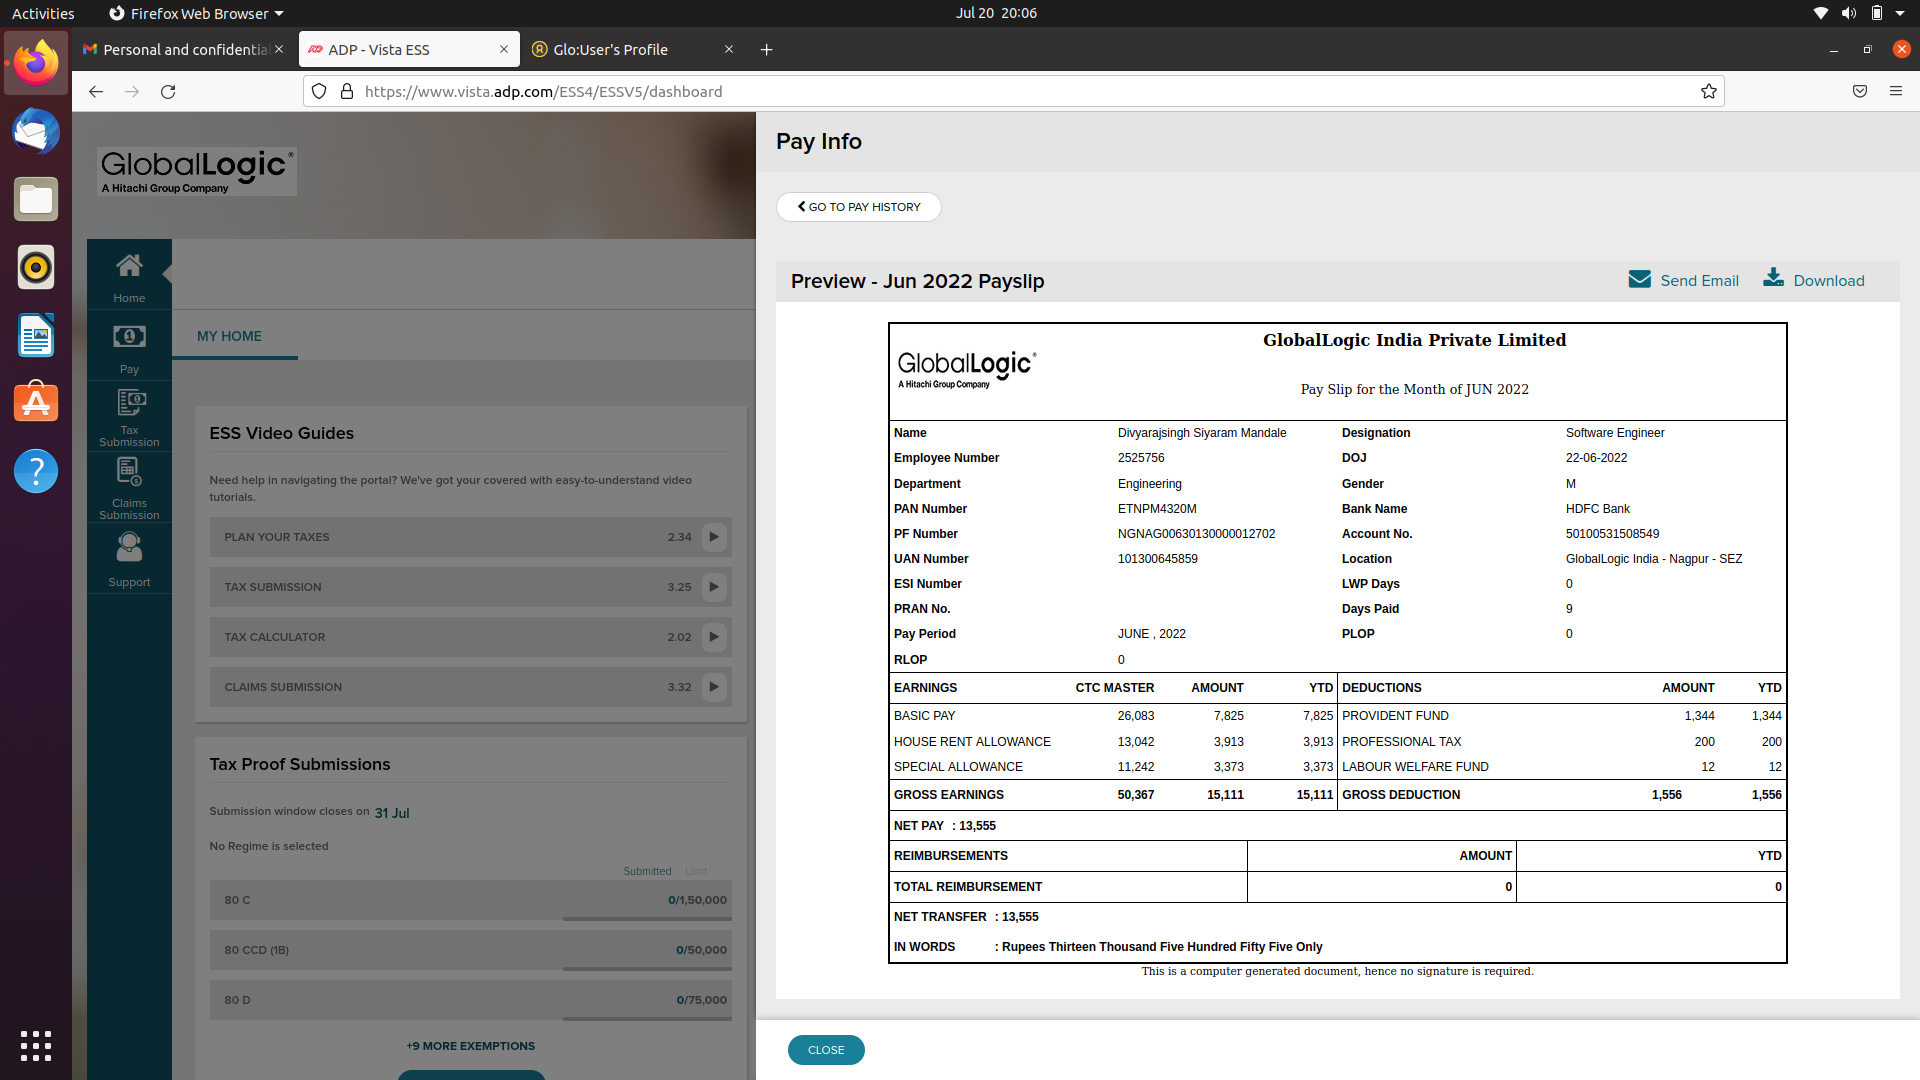 Activities Firefox Web Browser Jul 20 20:06
Personal and confidential ADP - Vista ESS Glo:User's Profile
https://www.vista.adp.com/ESS4/ESSV5/dashboard
GlobalLogic
A Hitachi Group Company
Home
Pay
Tax Submission
Claims Submission
Support
MY HOME
ESS Video Guides
Need help in navigating the portal? We've got your covered with easy-to-understand video
tutorials.
PLAN YOUR TAXES 2.34
TAX SUBMISSION 3.25
TAX CALCULATOR 2.02
CLAIMS SUBMISSION 3.32
Tax Proof Submissions
Submission window closes on 31 Jul
No Regime is selected
Submitted Limit
80 C 0/1,50,000
80 CCD (1B) 0/50,000
80 D 0/75,000
+9 MORE EXEMPTIONS
Pay Info
GO TO PAY HISTORY
Preview - Jun 2022 Payslip Send Email Download
GlobalLogic India Private Limited
GlobalLogic
A Hitachi Group Company
Pay Slip for the Month of JUN 2022
Name Divyarajsingh Siyaram Mandale Designation Software Engineer
Employee Number 2525756 DOJ 22-06-2022
Department Engineering Gender M
PAN Number ETNPM4320M Bank Name HDFC Bank
PF Number NGNAG00630130000012702 Account No. 50100531508549
UAN Number 101300645859 Location GlobalLogic India - Nagpur - SEZ
ESI Number LWP Days 0
PRAN No. Days Paid 9
Pay Period JUNE , 2022 PLOP 0
RLOP 0
EARNINGS CTC MASTER AMOUNT YTD DEDUCTIONS AMOUNT YTD
BASIC PAY 26,083 7,825 7,825 PROVIDENT FUND 1,344 1,344
HOUSE RENT ALLOWANCE 13,042 3,913 3,913 PROFESSIONAL TAX 200 200
SPECIAL ALLOWANCE 11,242 3,373 3,373 LABOUR WELFARE FUND 12 12
GROSS EARNINGS 50,367 15,111 15,111 GROSS DEDUCTION 1,556 1,556
NET PAY : 13,555
REIMBURSEMENTS AMOUNT YTD
TOTAL REIMBURSEMENT 0 0
NET TRANSFER : 13,555
IN WORDS : Rupees Thirteen Thousand Five Hundred Fifty Five Only
This is a computer generated document, hence no signature is required.
CLOSE